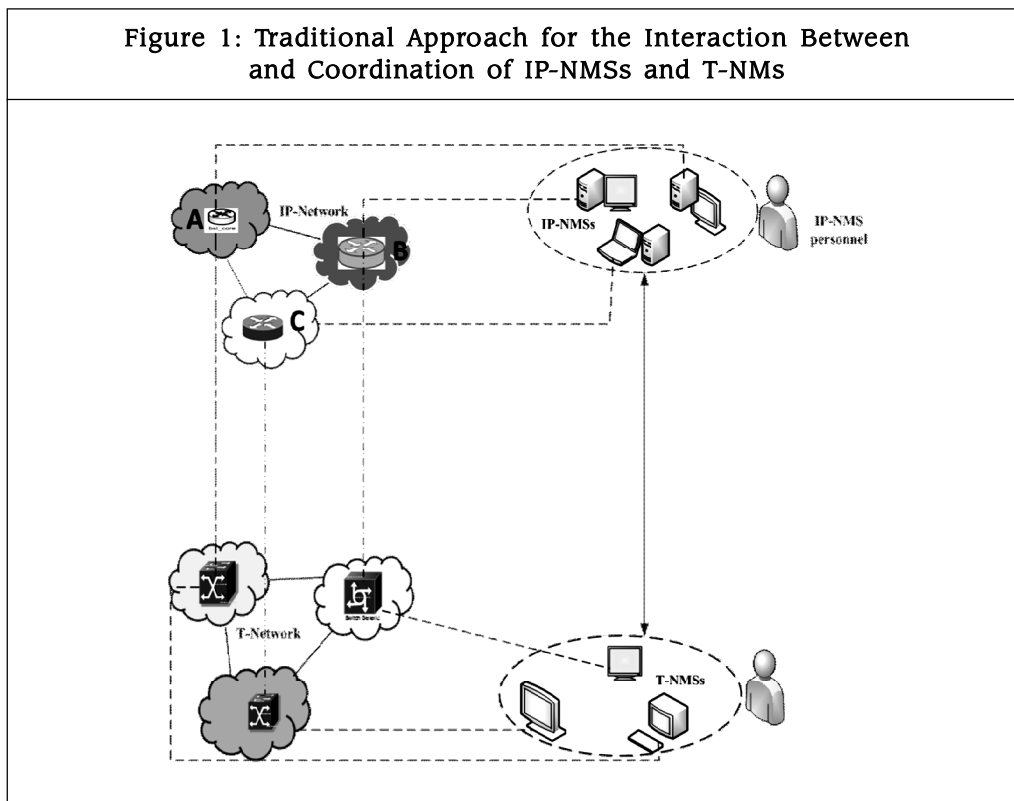 Figure 1: Traditional Approach for the Interaction Between
and Coordination of IP-NMSs and T-NMs
A
IP-Network
B
C
IP-NMSs
IP-NMS
personnel
T-Network
T-NMSs